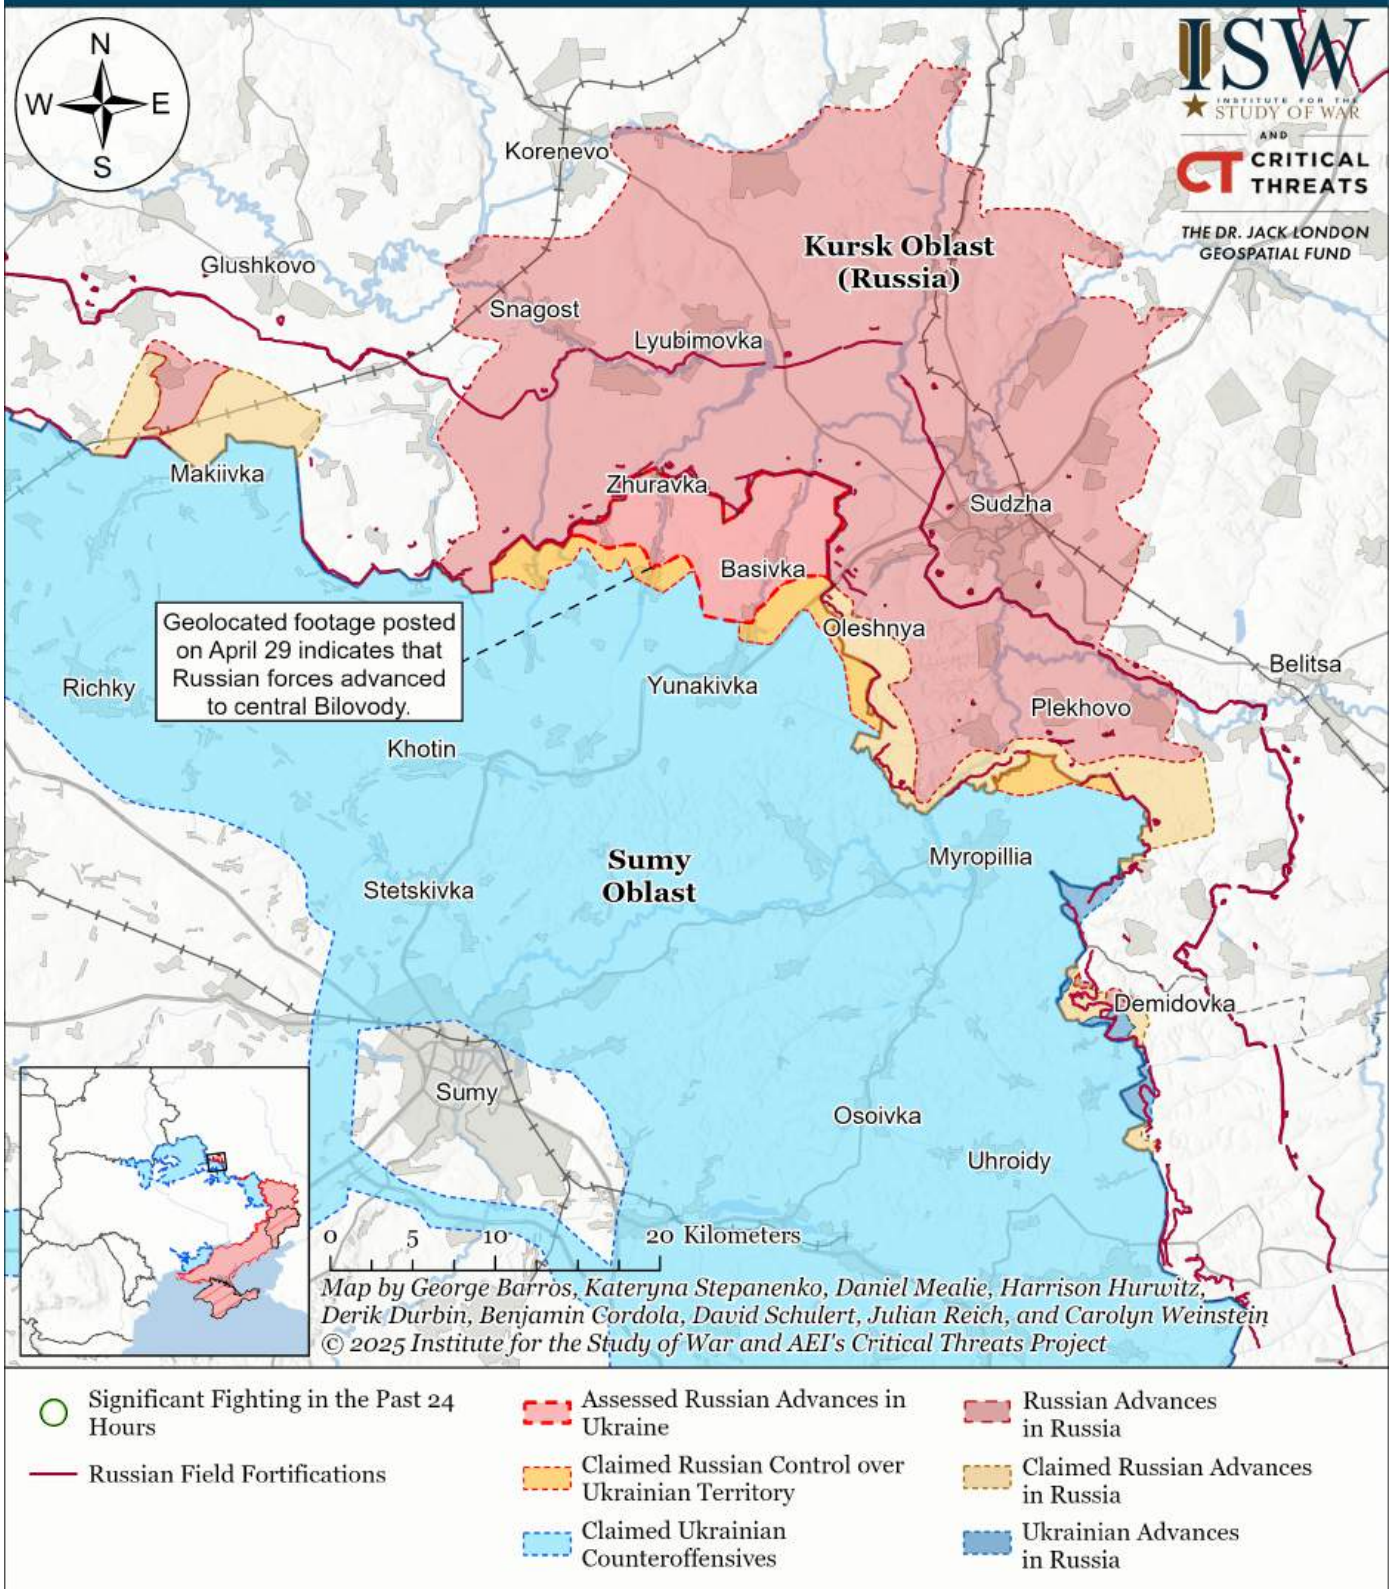 N
W
E
S
ISW
INSTITUTE FOR THE
STUDY OF WAR
AND
CT CRITICAL
THREATS
THE DR. JACK LONDON
GEOSPATIAL FUND
Korenevo
Kursk Oblast
(Russia)
Glushkovo
Snagost
Lyubimovka
Makiivka
Zhuravka
Sudzha
Basivka
Geolocated footage posted
on April 29 indicates that
Russian forces advanced
to central Bilovody.
Oleshnya
Belitsa
Richky
Yunakivka
Plekhovo
Khotin
Sumy
Oblast
Myropillia
Stetskivka
Demidovka
Sumy
Osoivka
Uhroidy
0 5 10 20 Kilometers
Map by George Barros, Kateryna Stepanenko, Daniel Mealie, Harrison Hurwitz,
Derik Durbin, Benjamin Cordola, David Schulert, Julian Reich, and Carolyn Weinstein
© 2025 Institute for the Study of War and AEI's Critical Threats Project
Significant Fighting in the Past 24
Hours
Russian Field Fortifications
Assessed Russian Advances in
Ukraine
Claimed Russian Control over
Ukrainian Territory
Claimed Ukrainian
Counteroffensives
Russian Advances
in Russia
Claimed Russian Advances
in Russia
Ukrainian Advances
in Russia